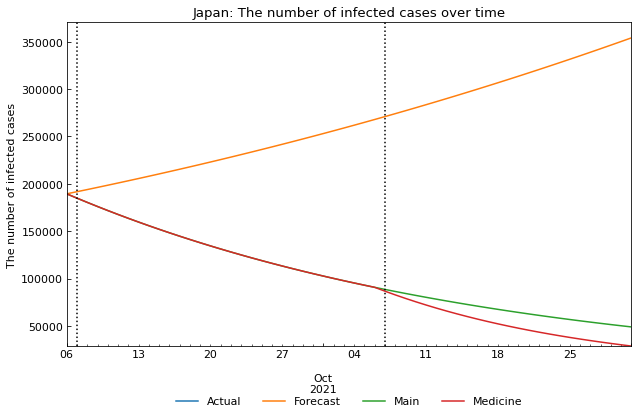 Japan: The number of infected cases over time
The number of infected cases
350000
300000
250000
200000
150000
100000
50000
06 13 20 27 04 11 18 25
Oct
2021
Actual Forecast Main Medicine